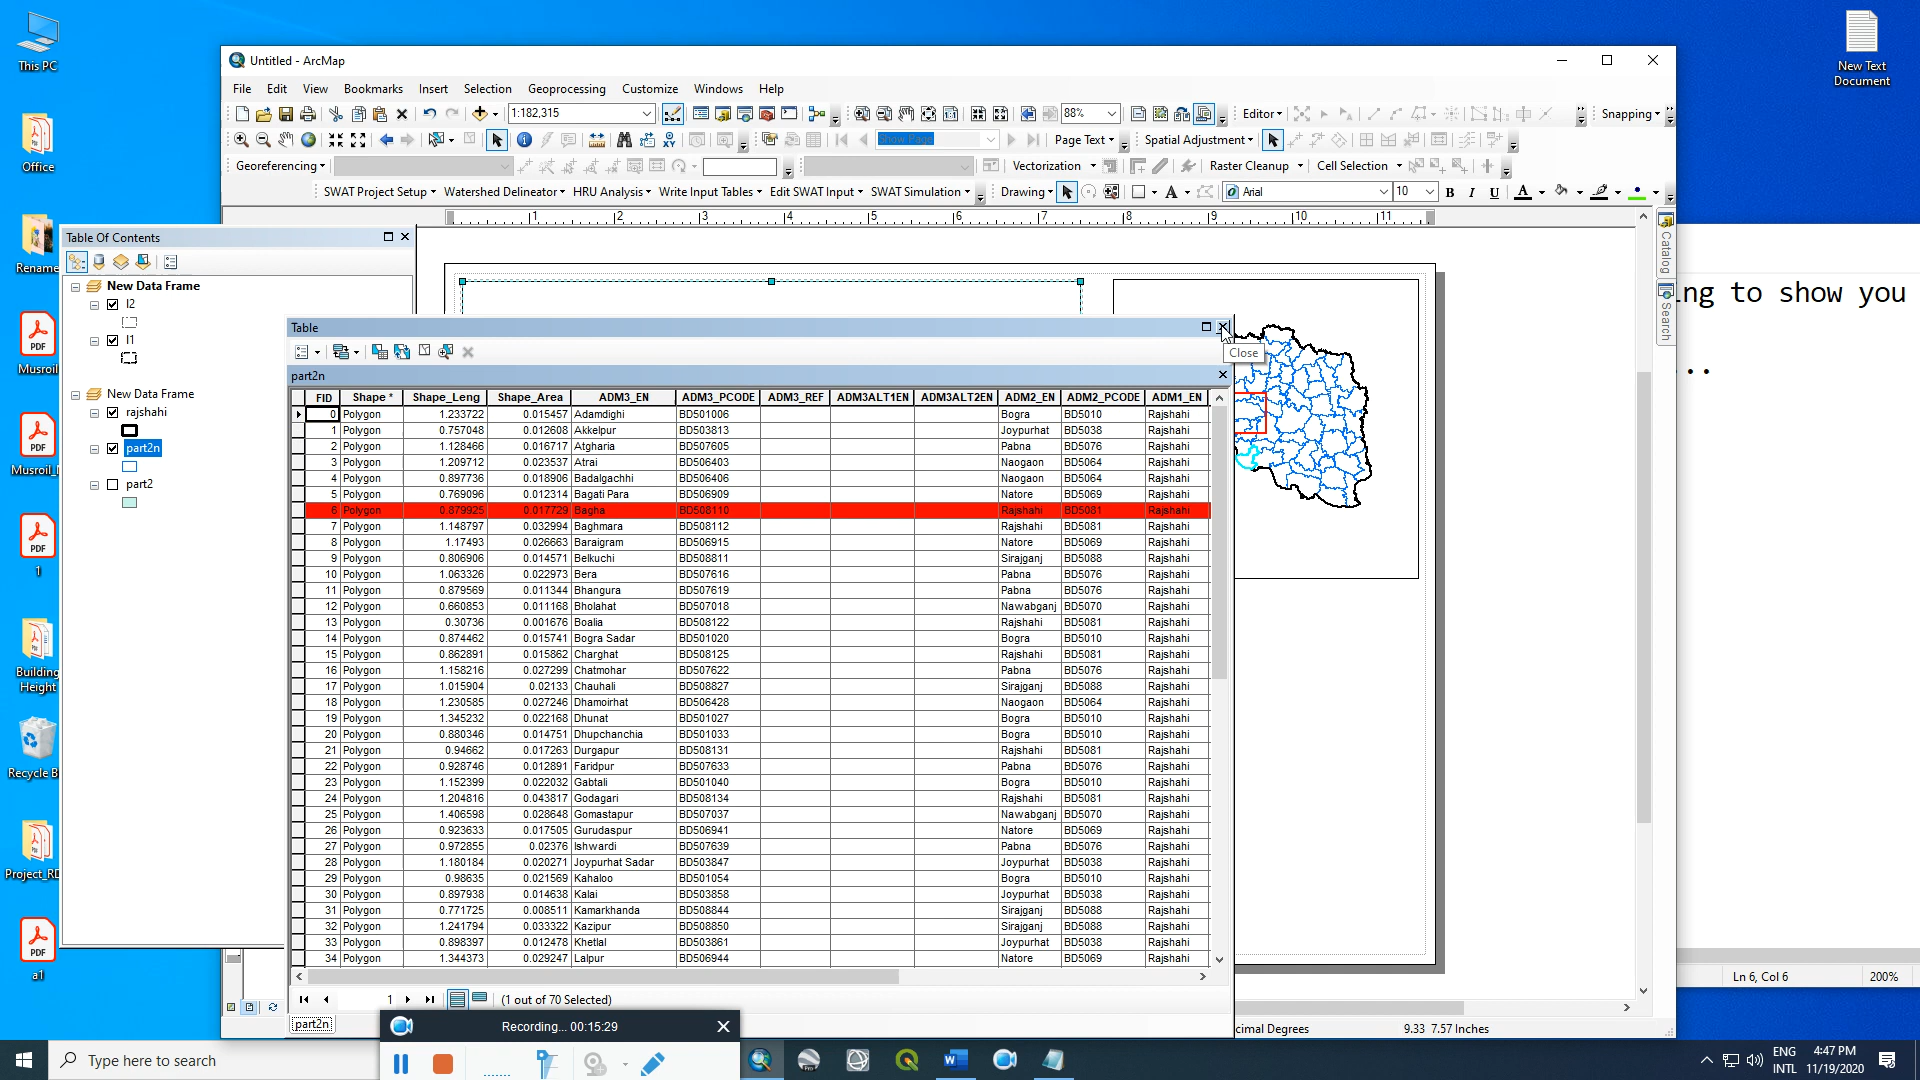 This PC
Office
Rename
Musroil
Musroil_
1
Building
Height
Recycle B
Project_RD
a1
New Text
Document
Untitled - ArcMap
File Edit View Bookmarks Insert Selection Geoprocessing Customize Windows Help
1:182,315 88% Editor Snapping
Show Page Page Text Spatial Adjustment
Georeferencing Vectorization Raster Cleanup Cell Selection
SWAT Project Setup Watershed Delineator HRU Analysis Write Input Tables Edit SWAT Input SWAT Simulation Drawing Arial 10 B I U A
1 2 3 4 5 6 7 8 9 10 11
Table Of Contents
New Data Frame
l2
l1
New Data Frame
rajshahi
part2n
part2
Catalog
Search
ing to show you
...
Table
Close
part2n
FID Shape * Shape_Leng Shape_Area ADM3_EN ADM3_PCODE ADM3_REF ADM3ALT1EN ADM3ALT2EN ADM2_EN ADM2_PCODE ADM1_EN
0 Polygon 1.233722 0.015457 Adamdighi BD501006 Bogra BD5010 Rajshahi
1 Polygon 0.757048 0.012608 Akkelpur BD503813 Joypurhat BD5038 Rajshahi
2 Polygon 1.128466 0.016717 Atgharia BD507605 Pabna BD5076 Rajshahi
3 Polygon 1.209712 0.023537 Atrai BD506403 Naogaon BD5064 Rajshahi
4 Polygon 0.897736 0.018906 Badalgachhi BD506406 Naogaon BD5064 Rajshahi
5 Polygon 0.769096 0.012314 Bagati Para BD506909 Natore BD5069 Rajshahi
6 Polygon 0.879925 0.017729 Bagha BD508110 Rajshahi BD5081 Rajshahi
7 Polygon 1.148797 0.032994 Baghmara BD508112 Rajshahi BD5081 Rajshahi
8 Polygon 1.17493 0.026663 Baraigram BD506915 Natore BD5069 Rajshahi
9 Polygon 0.806906 0.014571 Belkuchi BD508811 Sirajganj BD5088 Rajshahi
10 Polygon 1.063326 0.022973 Bera BD507616 Pabna BD5076 Rajshahi
11 Polygon 0.879569 0.011344 Bhangura BD507619 Pabna BD5076 Rajshahi
12 Polygon 0.660853 0.011168 Bholahat BD507018 Nawabganj BD5070 Rajshahi
13 Polygon 0.30736 0.001676 Boalia BD508122 Rajshahi BD5081 Rajshahi
14 Polygon 0.874462 0.015741 Bogra Sadar BD501020 Bogra BD5010 Rajshahi
15 Polygon 0.862891 0.015862 Charghat BD508125 Rajshahi BD5081 Rajshahi
16 Polygon 1.158216 0.027299 Chatmohar BD507622 Pabna BD5076 Rajshahi
17 Polygon 1.015904 0.02133 Chauhali BD508827 Sirajganj BD5088 Rajshahi
18 Polygon 1.230585 0.027246 Dhamoirhat BD506428 Naogaon BD5064 Rajshahi
19 Polygon 1.345232 0.022168 Dhunat BD501027 Bogra BD5010 Rajshahi
20 Polygon 0.880346 0.014751 Dhupchanchia BD501033 Bogra BD5010 Rajshahi
21 Polygon 0.94662 0.017263 Durgapur BD508131 Rajshahi BD5081 Rajshahi
22 Polygon 0.928746 0.012891 Faridpur BD507633 Pabna BD5076 Rajshahi
23 Polygon 1.152399 0.022032 Gabtali BD501040 Bogra BD5010 Rajshahi
24 Polygon 1.204816 0.043817 Godagari BD508134 Rajshahi BD5081 Rajshahi
25 Polygon 1.406598 0.028648 Gomastapur BD507037 Nawabganj BD5070 Rajshahi
26 Polygon 0.923633 0.017505 Gurudaspur BD506941 Natore BD5069 Rajshahi
27 Polygon 0.972855 0.02376 Ishwardi BD507639 Pabna BD5076 Rajshahi
28 Polygon 1.180184 0.020271 Joypurhat Sadar BD503847 Joypurhat BD5038 Rajshahi
29 Polygon 0.98635 0.021569 Kahaloo BD501054 Bogra BD5010 Rajshahi
30 Polygon 0.897938 0.014638 Kalai BD503858 Joypurhat BD5038 Rajshahi
31 Polygon 0.771725 0.008511 Kamarkhanda BD508844 Sirajganj BD5088 Rajshahi
32 Polygon 1.241794 0.033322 Kazipur BD508850 Sirajganj BD5088 Rajshahi
33 Polygon 0.898397 0.012478 Khetlal BD503861 Joypurhat BD5038 Rajshahi
34 Polygon 1.344373 0.029247 Lalpur BD506944 Natore BD5069 Rajshahi
1 (1 out of 70 Selected)
part2n
cimal Degrees 9.33 7.57 Inches
Ln 6, Col 6 200%
Recording... 00:15:29
Type here to search
ENG
INTL
4:47 PM
11/19/2020